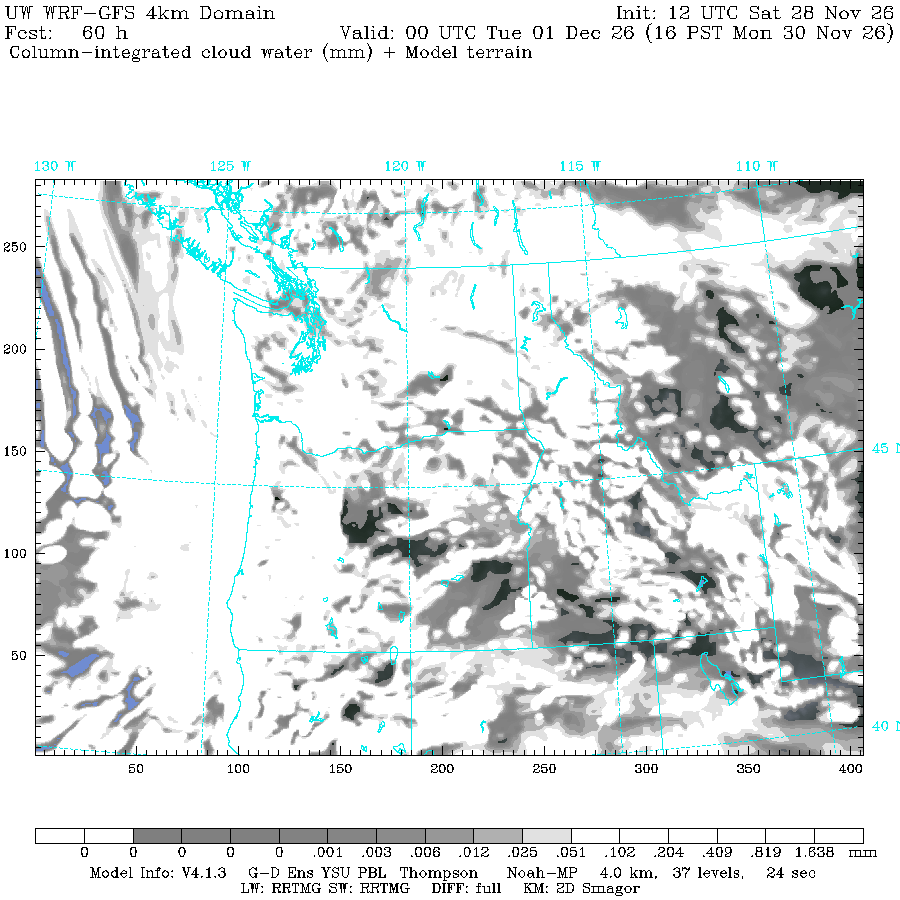 UW WRF-GFS 4km Domain Init: 12 UTC Sat 28 Nov 26
Fcst: 60 h Valid: 00 UTC Tue 01 Dec 26 (16 PST Mon 30 Nov 26)
Column-integrated cloud water (mm) + Model terrain
130 W 125 W 120 W 115 W 110 W
250
200
150
100
50
45 N
40 N
50 100 150 200 250 300 350 400
0 0 0 0 0 .001 .003 .006 .012 .025 .051 .102 .204 .409 .819 1.638 mm
Model Info: V4.1.3 G-D Ens YSU PBL Thompson Noah-MP 4.0 km, 37 levels, 24 sec
LW: RRTMG SW: RRTMG DIFF: full KM: 2D Smagor